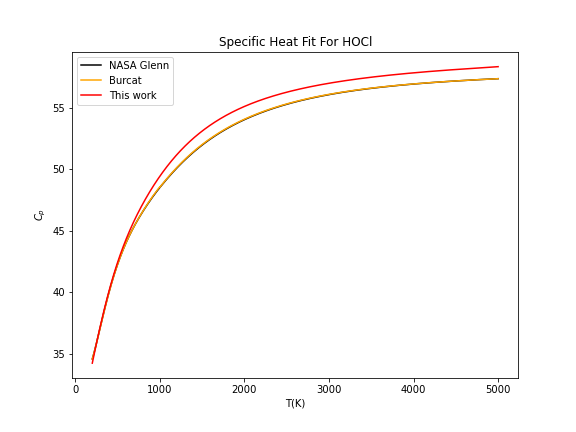 Specific Heat Fit For HOCl
NASA Glenn
Burcat
This work
55
50
45
40
35
C_p
0 1000 2000 3000 4000 5000
T(K)